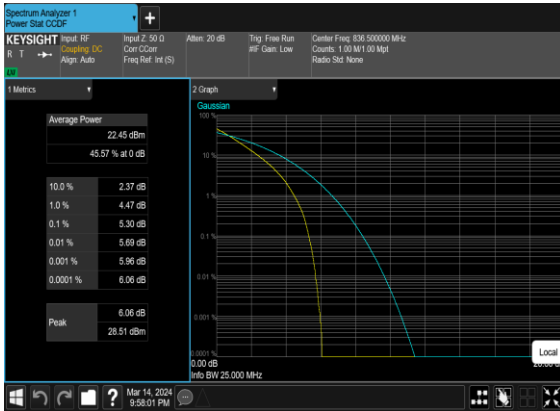 Spectrum Analyzer 1
Power Stat CCDF
KEYSIGHT
R T
LXI
Input: RF
Coupling: DC
Align: Auto
Input Z: 50 Ω
Corr CCorr
Freq Ref: Int (S)
Atten: 20 dB
Trig: Free Run
#IF Gain: Low
Center Freq: 836.500000 MHz
Counts: 1.00 M/1.00 Mpt
Radio Std: None
1 Metrics
Average Power
22.45 dBm
45.57 % at 0 dB
10.0 % 2.37 dB
1.0 % 4.47 dB
0.1 % 5.30 dB
0.01 % 5.69 dB
0.001 % 5.96 dB
0.0001 % 6.06 dB
Peak
6.06 dB
28.51 dBm
2 Graph
Gaussian
100 %
10 %
1 %
0.1 %
0.01 %
0.001 %
0.0001 %
0.00 dB
Info BW 25.000 MHz
Local
Mar 14, 2024
9:58:01 PM